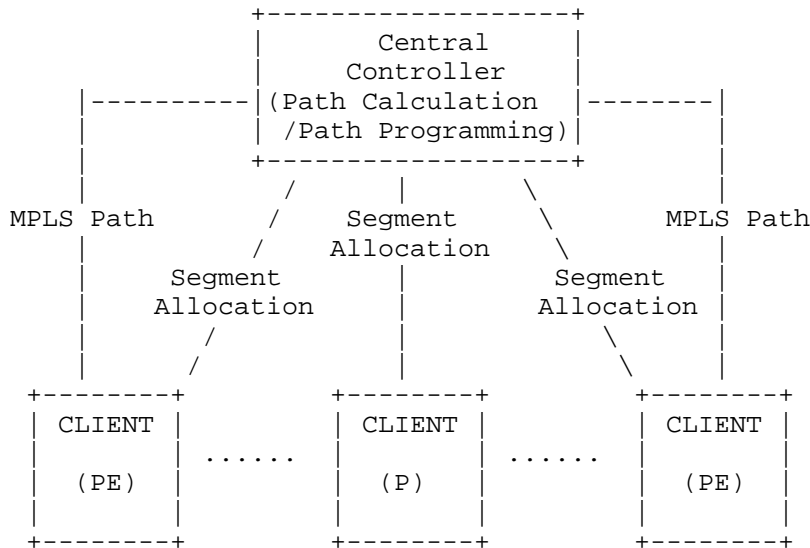 Central
Controller
(Path Calculation
/Path Programming)
MPLS Path
Segment
Allocation
MPLS Path
Segment
Allocation
Segment
Allocation
CLIENT
(PE)
......
CLIENT
(P)
......
CLIENT
(PE)